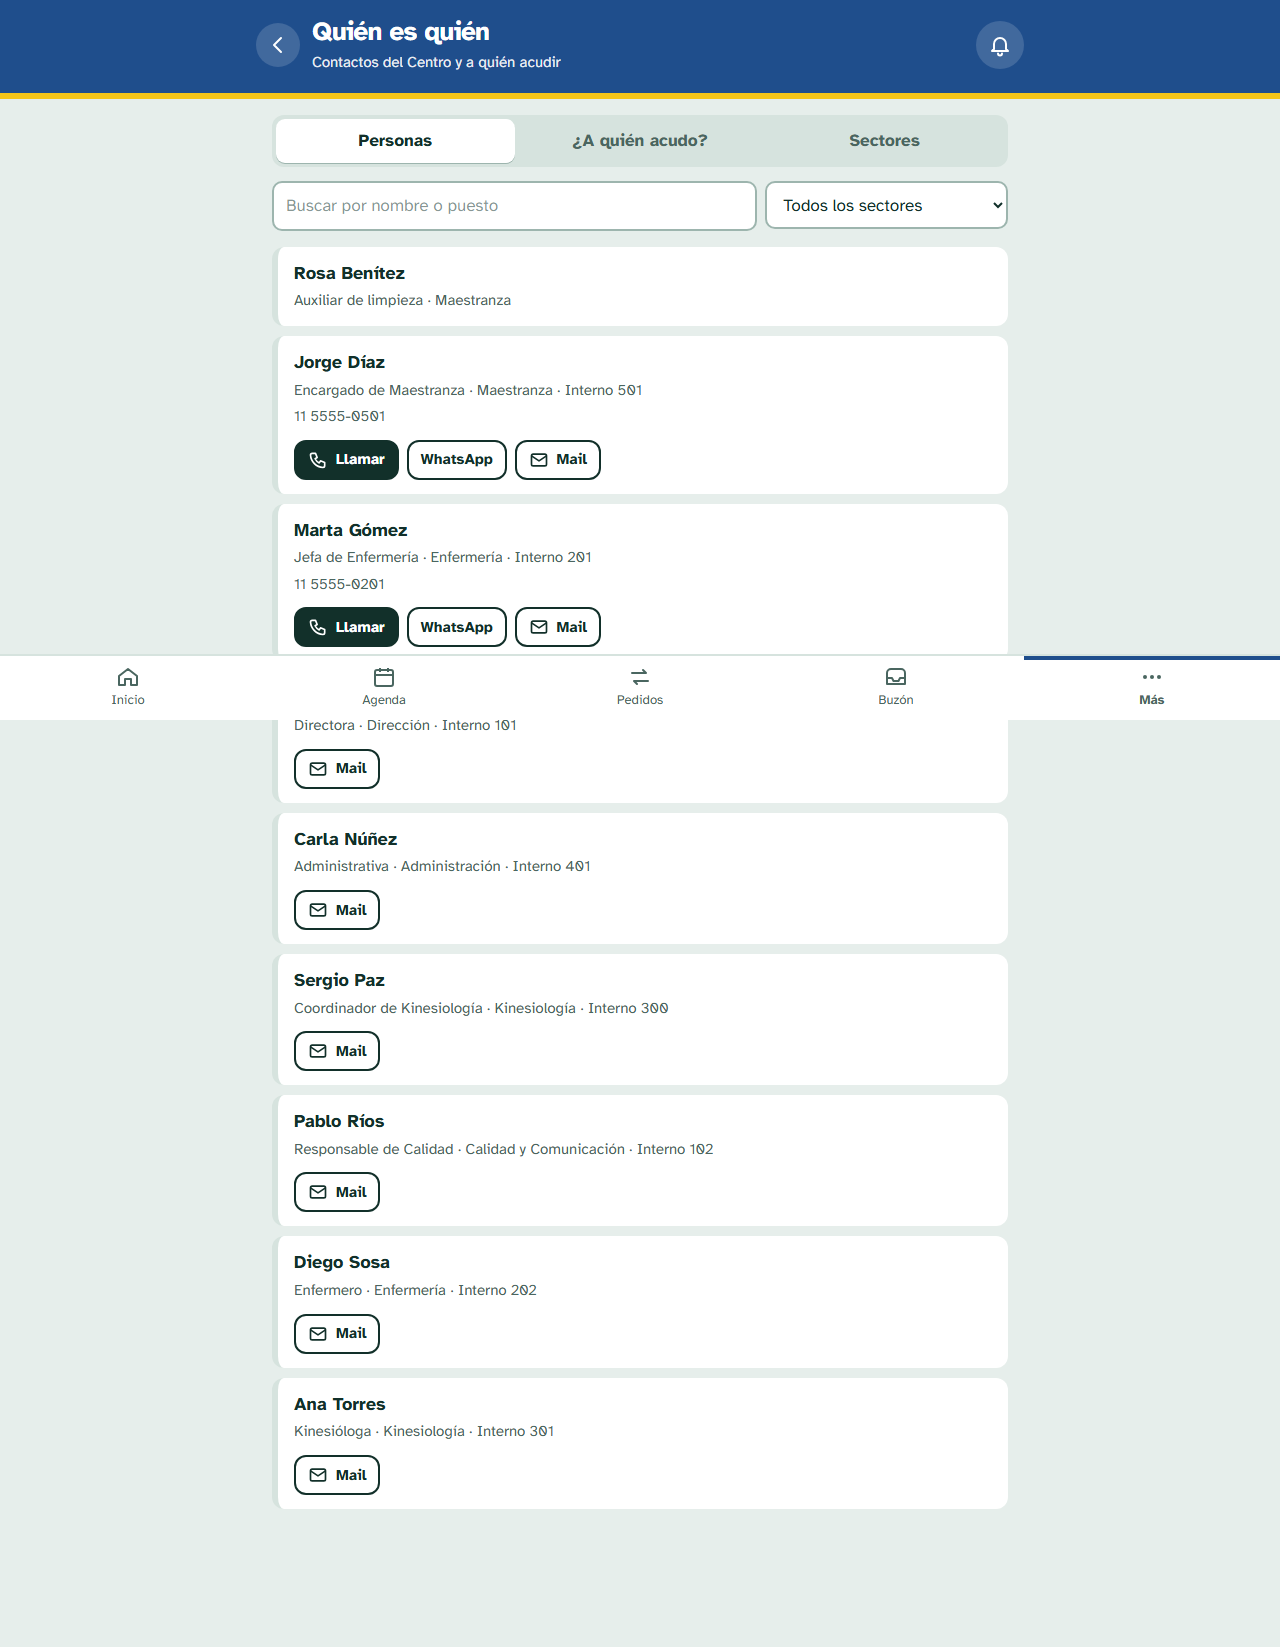 Quién es quién
Contactos del Centro y a quién acudir
Personas
¿A quién acudo?
Sectores
Buscar por nombre o puesto
Todos los sectores
Rosa Benítez
Auxiliar de limpieza · Maestranza
Jorge Díaz
Encargado de Maestranza · Maestranza · Interno 501
11 5555-0501
Llamar
WhatsApp
Mail
Marta Gómez
Jefa de Enfermería · Enfermería · Interno 201
11 5555-0201
Llamar
WhatsApp
Mail
Inicio
Agenda
Pedidos
Buzón
Más
Directora · Dirección · Interno 101
Mail
Carla Núñez
Administrativa · Administración · Interno 401
Mail
Sergio Paz
Coordinador de Kinesiología · Kinesiología · Interno 300
Mail
Pablo Ríos
Responsable de Calidad · Calidad y Comunicación · Interno 102
Mail
Diego Sosa
Enfermero · Enfermería · Interno 202
Mail
Ana Torres
Kinesióloga · Kinesiología · Interno 301
Mail